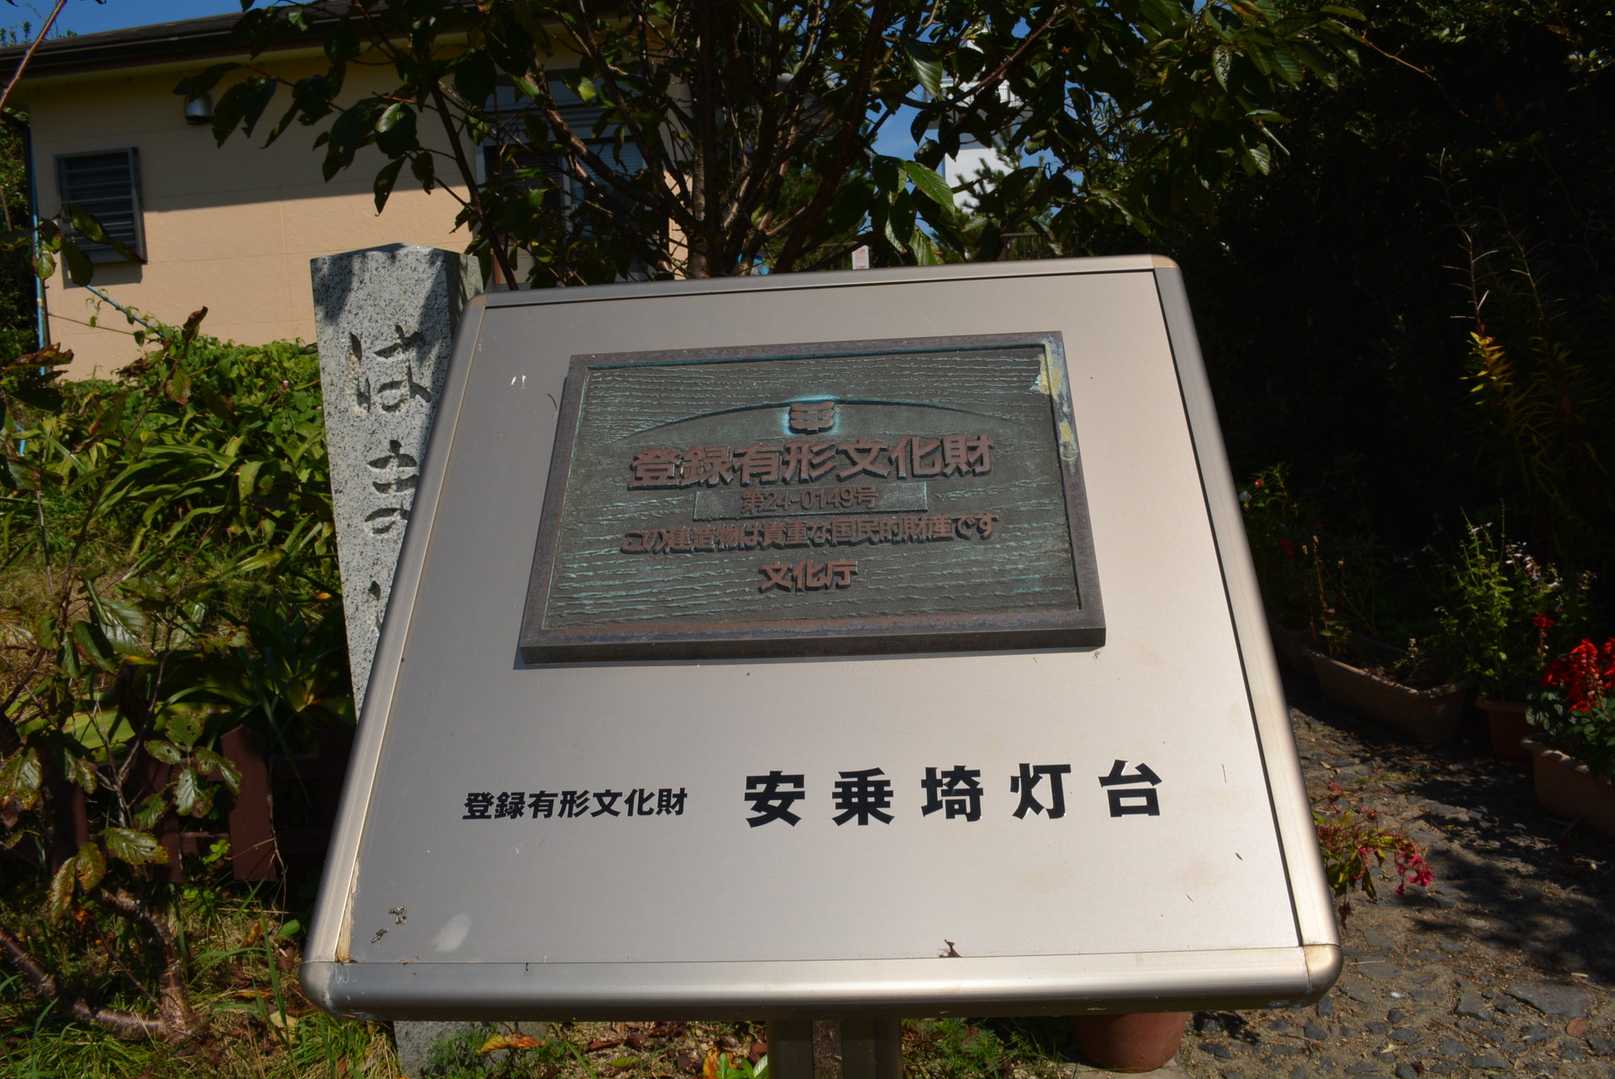 はま
登録有形文化財
第24-0149号
この建造物は貴重な国民的財産です
文化庁
登録有形文化財 安乗埼灯台